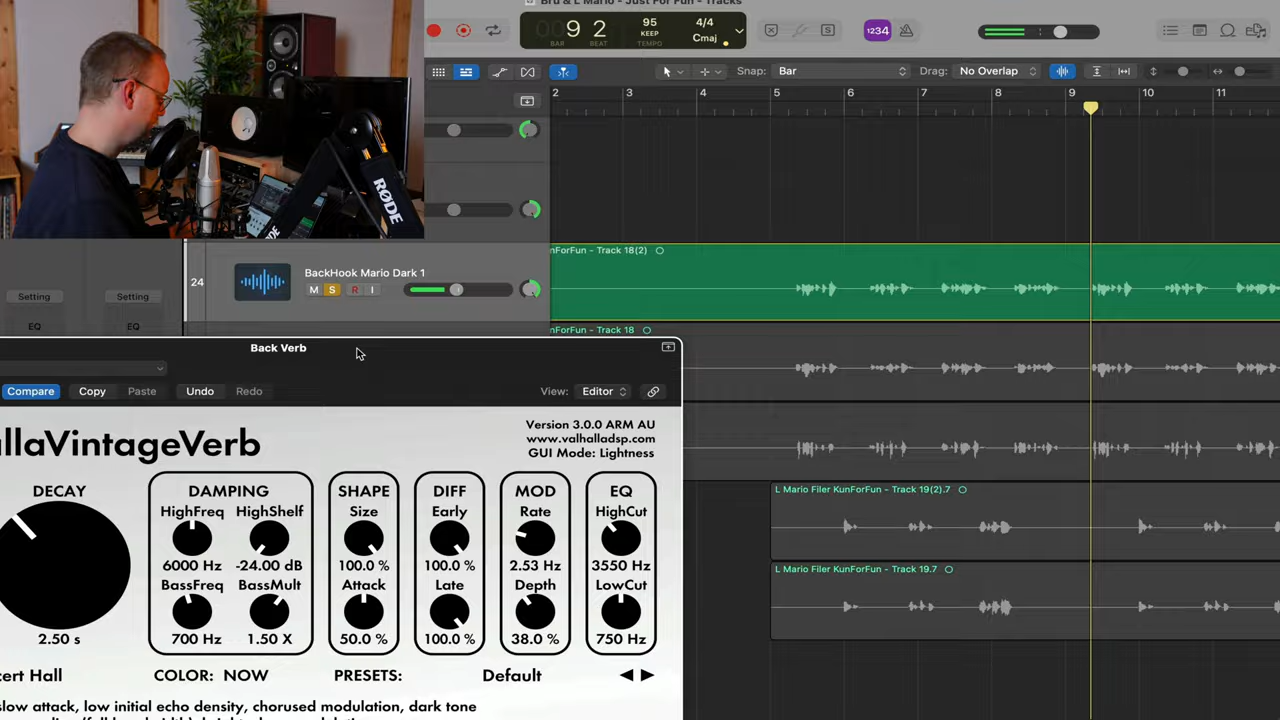 Bru & L Mario - Just For Fun - Tracks
009 2
BAR BEAT
95
KEEP
TEMPO
4/4
Cmaj
1234
Snap: Bar
Drag: No Overlap
2 3 4 5 6 7 8 9 10 11
RØDE
24
BackHook Mario Dark 1
M S R I
nForFun - Track 18(2)
Setting Setting
EQ EQ
nForFun - Track 18
Back Verb
Compare Copy Paste Undo Redo
View: Editor
allaVintageVerb
Version 3.0.0 ARM AU
www.valhalladsp.com
GUI Mode: Lightness
DECAY
2.50 s
DAMPING
HighFreq HighShelf
6000 Hz -24.00 dB
BassFreq BassMult
700 Hz 1.50 X
SHAPE
Size
100.0 %
Attack
50.0 %
DIFF
Early
100.0 %
Late
100.0 %
MOD
Rate
2.53 Hz
Depth
38.0 %
EQ
HighCut
3550 Hz
LowCut
750 Hz
L Mario Filer KunForFun - Track 19(2).7
L Mario Filer KunForFun - Track 19.7
cert Hall
COLOR: NOW
PRESETS: Default
slow attack, low initial echo density, chorused modulation, dark tone